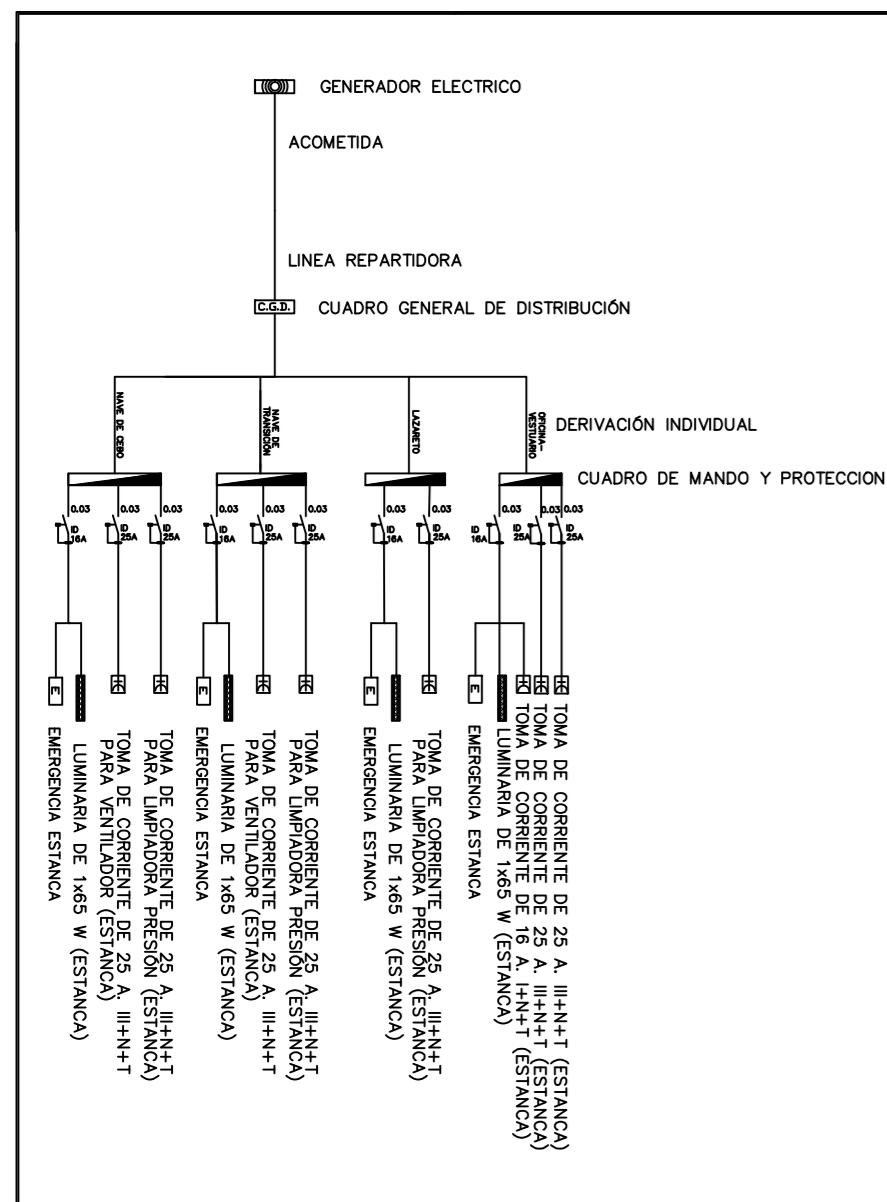 GENERADOR ELECTRICO
ACOMETIDA
LINEA REPARTIDORA
C.G.D.
CUADRO GENERAL DE DISTRIBUCIÓN
NAVE DE CEBO
NAVE DE
TRANSICIÓN
LAZARETO
OFICINA-
VESTUARIO
DERIVACIÓN INDIVIDUAL
CUADRO DE MANDO Y PROTECCION
0.03
ID
16A
0.03
ID
25A
0.03
ID
25A
0.03
ID
16A
0.03
ID
25A
0.03
ID
25A
0.03
ID
16A
0.03
ID
25A
0.03
ID
16A
0.03
ID
25A
0.03
ID
25A
E
EMERGENCIA ESTANCA
LUMINARIA DE 1x65 W (ESTANCA)
TOMA DE CORRIENTE DE 25 A. III+N+T
PARA VENTILADOR (ESTANCA)
TOMA DE CORRIENTE DE 25 A. III+N+T
PARA LIMPIADORA PRESIÓN (ESTANCA)
E
EMERGENCIA ESTANCA
LUMINARIA DE 1x65 W (ESTANCA)
TOMA DE CORRIENTE DE 25 A. III+N+T
PARA VENTILADOR (ESTANCA)
TOMA DE CORRIENTE DE 25 A. III+N+T
PARA LIMPIADORA PRESIÓN (ESTANCA)
E
EMERGENCIA ESTANCA
LUMINARIA DE 1x65 W (ESTANCA)
TOMA DE CORRIENTE DE 25 A. III+N+T
PARA LIMPIADORA PRESIÓN (ESTANCA)
E
EMERGENCIA ESTANCA
LUMINARIA DE 1x65 W (ESTANCA)
TOMA DE CORRIENTE DE 16 A. I+N+T (ESTANCA)
TOMA DE CORRIENTE DE 25 A. III+N+T (ESTANCA)
TOMA DE CORRIENTE DE 25 A. III+N+T (ESTANCA)